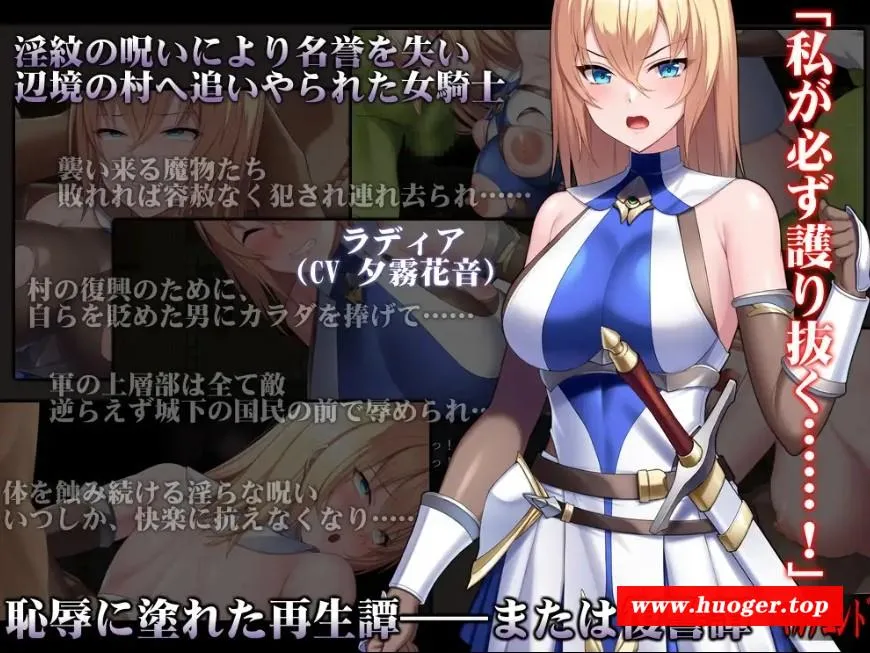 淫紋の呪いにより名誉を失い
辺境の村へ追いやられた女騎士
「私が必ず護り抜く……！」
襲い来る魔物たち
敗れれば容赦なく犯され連れ去られ……
ラディア
（CV 夕霧花音）
村の復興のために、
自らを貶めた男にカラダを捧げて……
軍の上層部は全て敵
逆らえず城下の国民の前で辱められ…
体を蝕み続ける淫らな呪い
いつしか、快楽に抗えなくなり……
恥辱に塗れた再生譚――または復讐譚
www.huoger.top